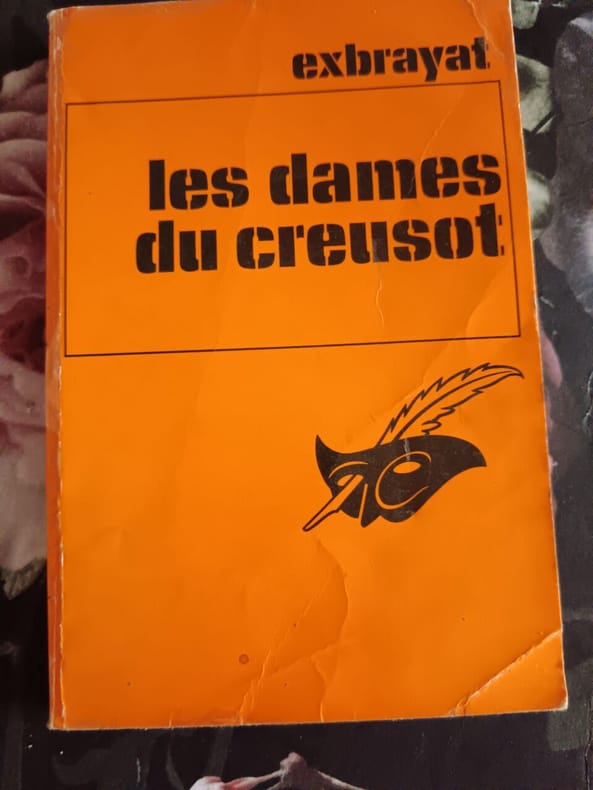 exbrayat
les dames
du creusot